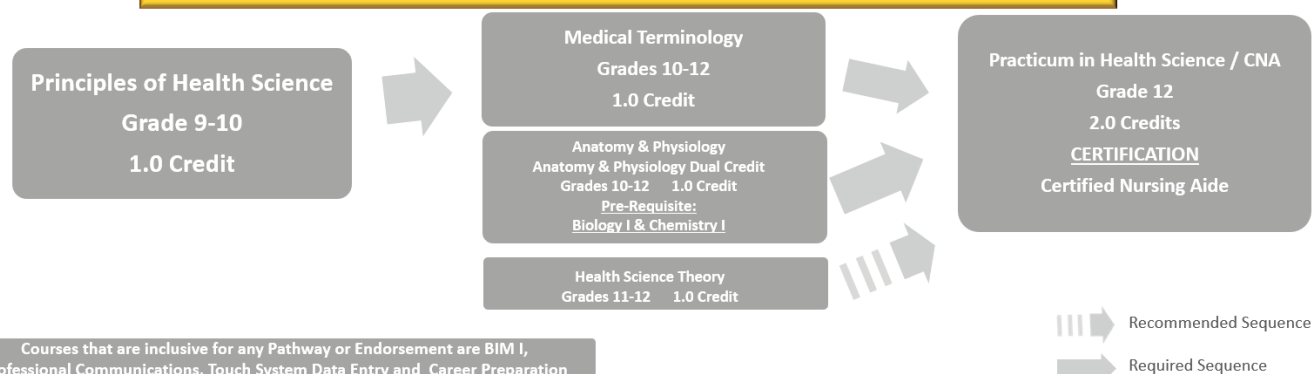 Principles of Health Science
Grade 9-10
1.0 Credit
Medical Terminology
Grades 10-12
1.0 Credit
Anatomy & Physiology
Anatomy & Physiology Dual Credit
Grades 10-12 1.0 Credit
Pre-Requisite:
Biology I & Chemistry I
Health Science Theory
Grades 11-12 1.0 Credit
Practicum in Health Science / CNA
Grade 12
2.0 Credits
CERTIFICATION
Certified Nursing Aide
Recommended Sequence
Required Sequence
Courses that are inclusive for any Pathway or Endorsement are BIM I,
ofessional Communications, Touch System Data Entry and Career Preparation